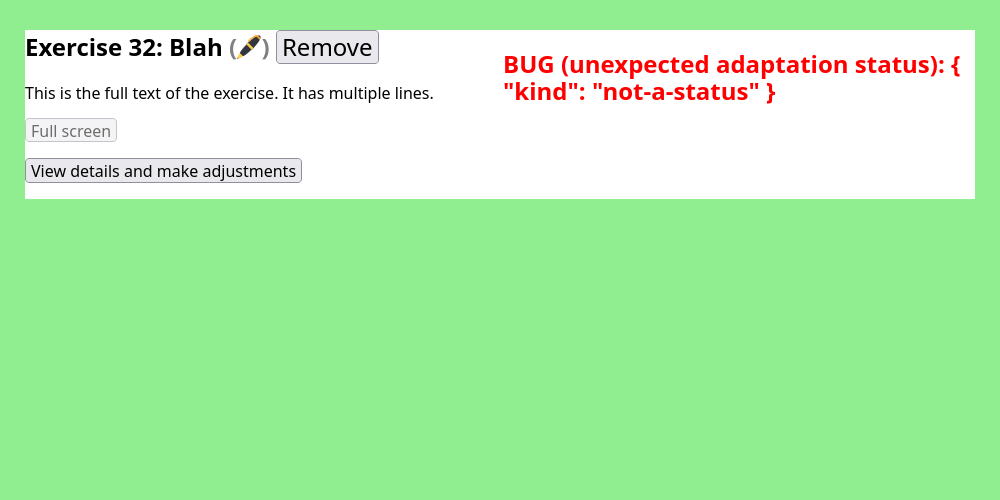 Exercise 32: Blah (🖋️) Remove
This is the full text of the exercise. It has multiple lines.
Full screen
View details and make adjustments
BUG (unexpected adaptation status): {
"kind": "not-a-status" }